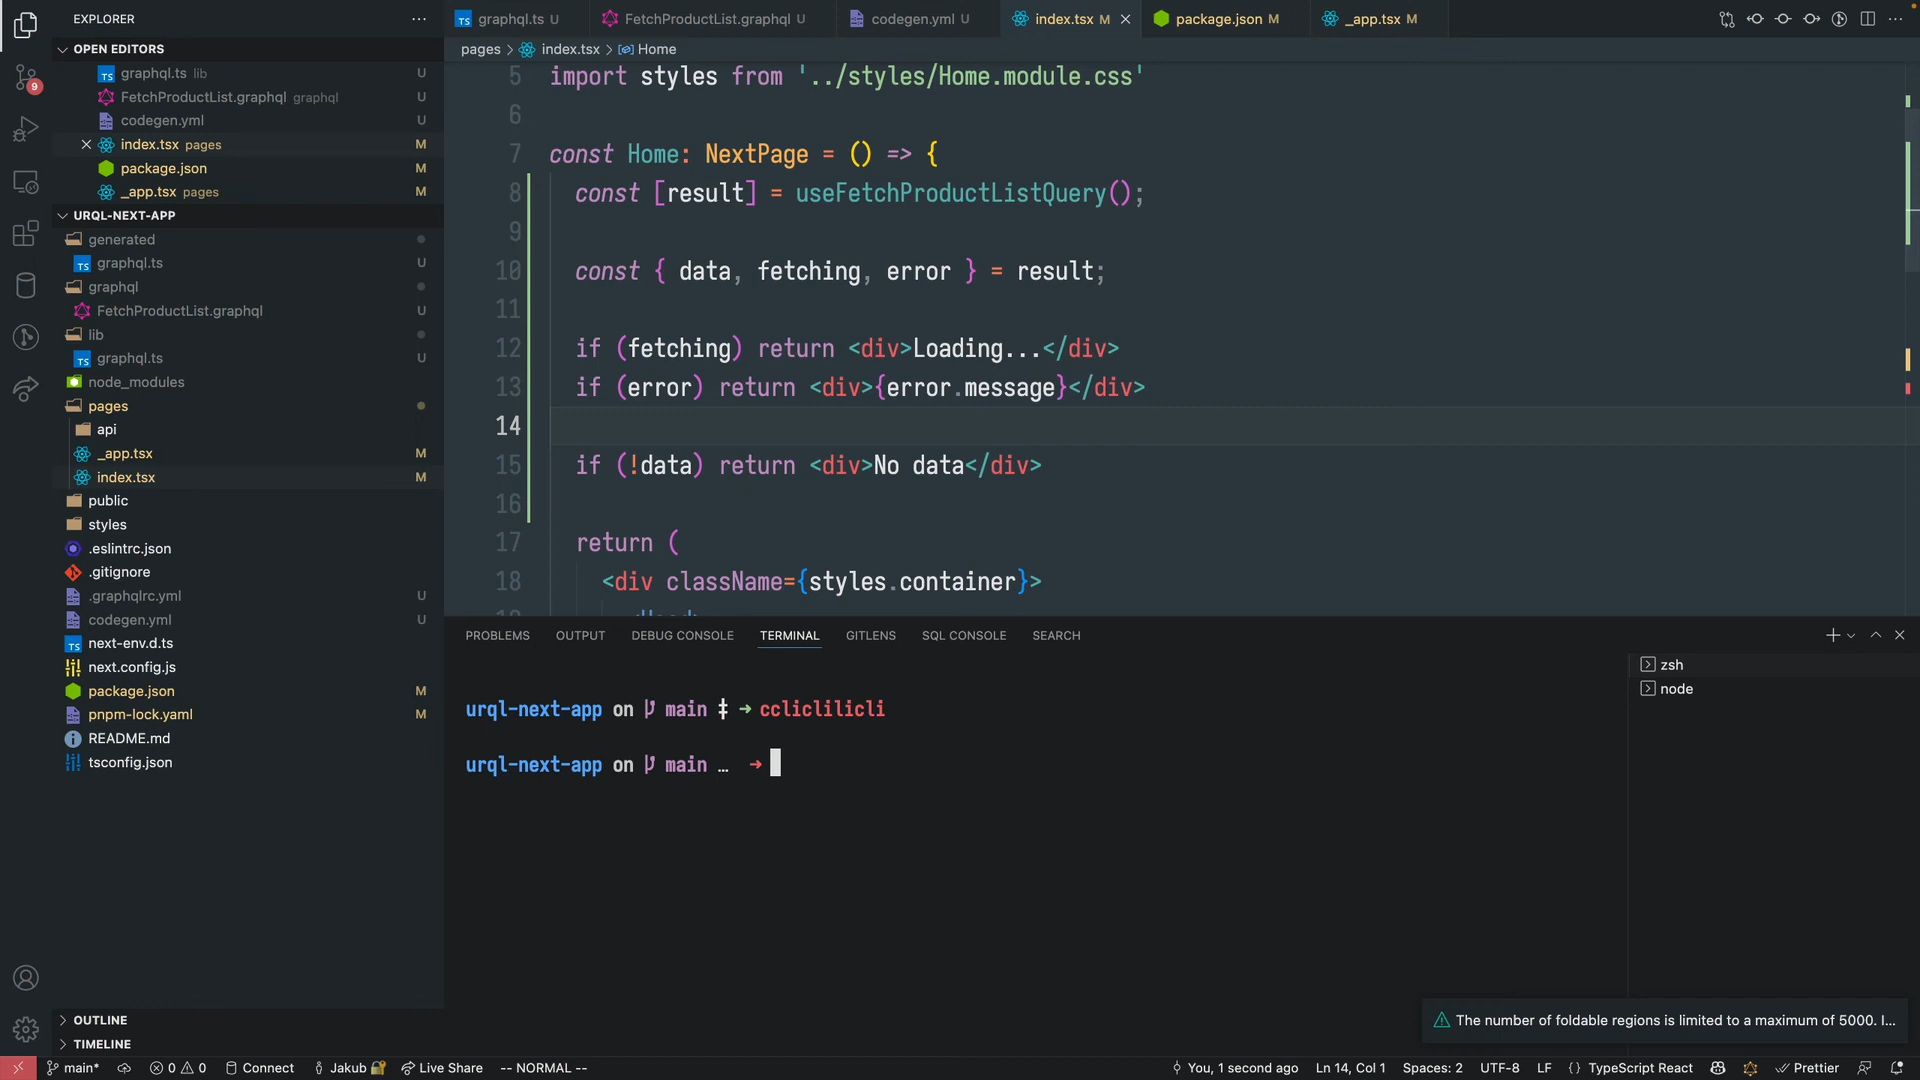 EXPLORER
OPEN EDITORS
graphql.ts lib U
FetchProductList.graphql graphql U
codegen.yml U
index.tsx pages M
package.json M
_app.tsx pages M
URQL-NEXT-APP
generated
graphql.ts U
graphql
FetchProductList.graphql U
lib
graphql.ts U
node_modules
pages
api
_app.tsx M
index.tsx M
public
styles
.eslintrc.json
.gitignore
.graphqlrc.yml U
codegen.yml U
next-env.d.ts
next.config.js
package.json M
pnpm-lock.yaml M
README.md
tsconfig.json
OUTLINE
TIMELINE
9
graphql.ts U
FetchProductList.graphql U
codegen.yml U
index.tsx M
package.json M
_app.tsx M
pages > index.tsx > Home
5 import styles from '../styles/Home.module.css'
6
7 const Home: NextPage = () => {
8 const [result] = useFetchProductListQuery();
9
10 const { data, fetching, error } = result;
11
12 if (fetching) return <div>Loading...</div>
13 if (error) return <div>{error.message}</div>
14
15 if (!data) return <div>No data</div>
16
17 return (
18 <div className={styles.container}>
PROBLEMS OUTPUT DEBUG CONSOLE TERMINAL GITLENS SQL CONSOLE SEARCH
urql-next-app on main ‡ ➜ ccliclilicli
urql-next-app on main … ➜
zsh
node
The number of foldable regions is limited to a maximum of 5000. I...
main* 0 0 Connect Jakub Live Share -- NORMAL -- You, 1 second ago Ln 14, Col 1 Spaces: 2 UTF-8 LF {} TypeScript React Prettier